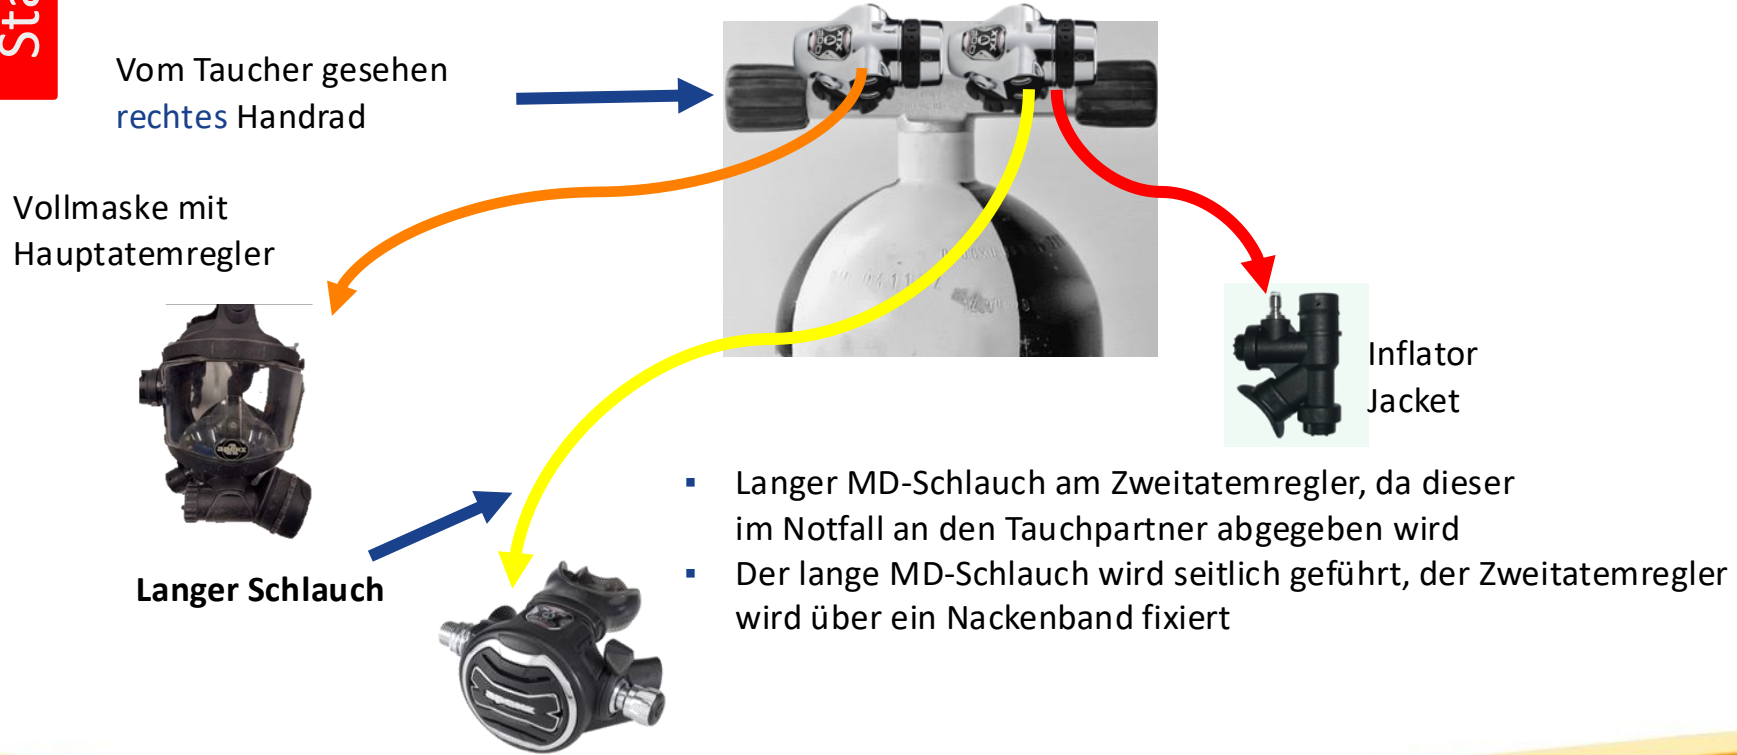 Sta
Vom Taucher gesehen
rechtes Handrad
Vollmaske mit
Hauptatemregler
Inflator
Jacket
▪ Langer MD-Schlauch am Zweitatemregler, da dieser
im Notfall an den Tauchpartner abgegeben wird
▪ Der lange MD-Schlauch wird seitlich geführt, der Zweitatemregler
wird über ein Nackenband fixiert
Langer Schlauch